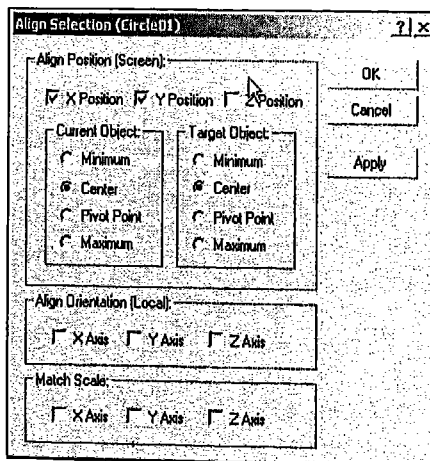 Align Selection (Circle01) ? x
Align Position (Screen):
X Position Y Position Z Position
Current Object: Target Object:
Minimum Minimum
Center Center
Pivot Point Pivot Point
Maximum Maximum
OK
Cancel
Apply
Align Orientation (Local):
X Axis Y Axis Z Axis
Match Scale:
X Axis Y Axis Z Axis